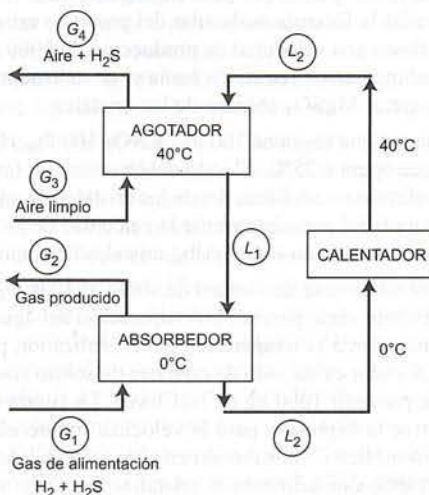 G4
Aire + H2S
L2
AGOTADOR
40°C
40°C
G3
Aire limpio
L1
G2
Gas producido
CALENTADOR
ABSORBEDOR
0°C
0°C
G1
L2
Gas de alimentación
H2 + H2S